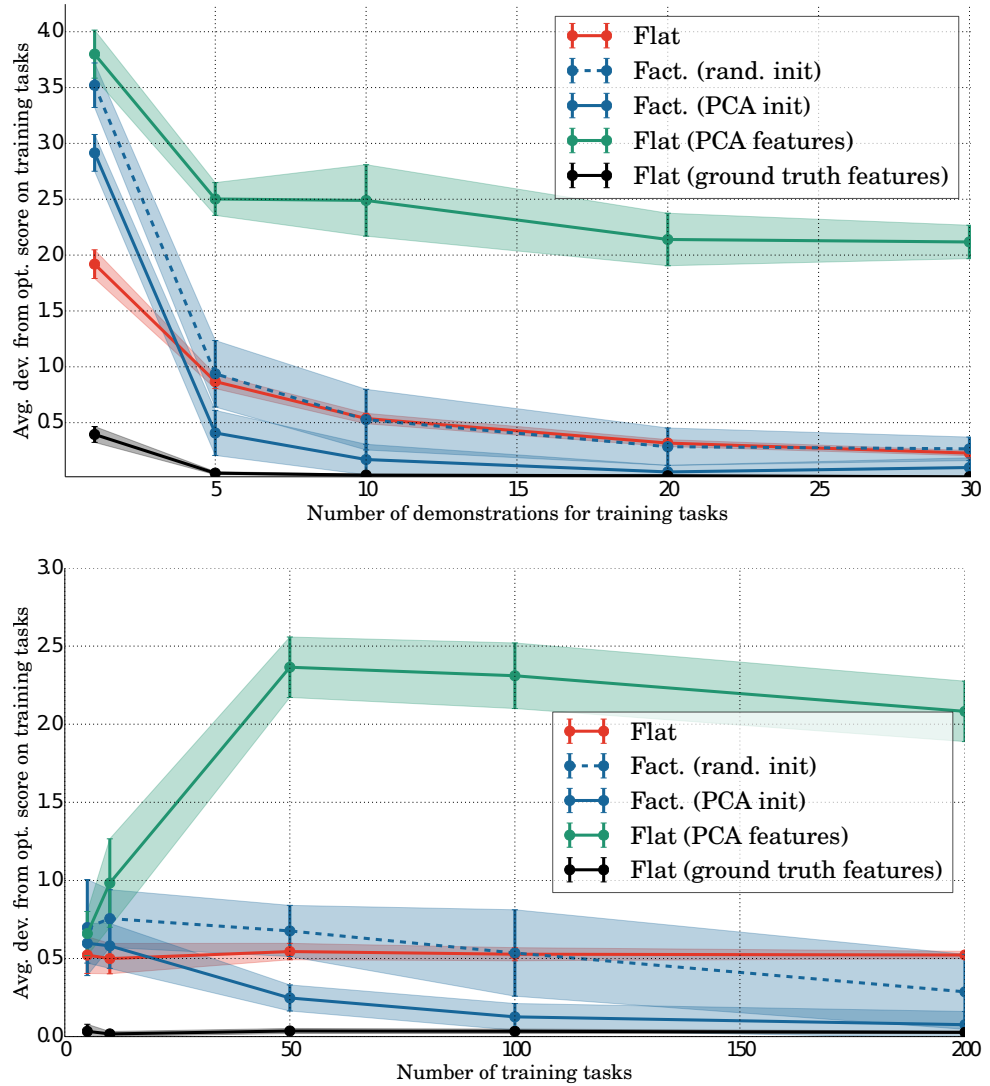 Avg. dev. from opt. score on training tasks
4.0
3.5
3.0
2.5
2.0
1.5
1.0
0.5
Flat
Fact. (rand. init)
Fact. (PCA init)
Flat (PCA features)
Flat (ground truth features)
5 10 15 20 25 30
Number of demonstrations for training tasks
Avg. dev. from opt. score on training tasks
3.0
2.5
2.0
1.5
1.0
0.5
0.0
Flat
Fact. (rand. init)
Fact. (PCA init)
Flat (PCA features)
Flat (ground truth features)
0 50 100 150 200
Number of training tasks